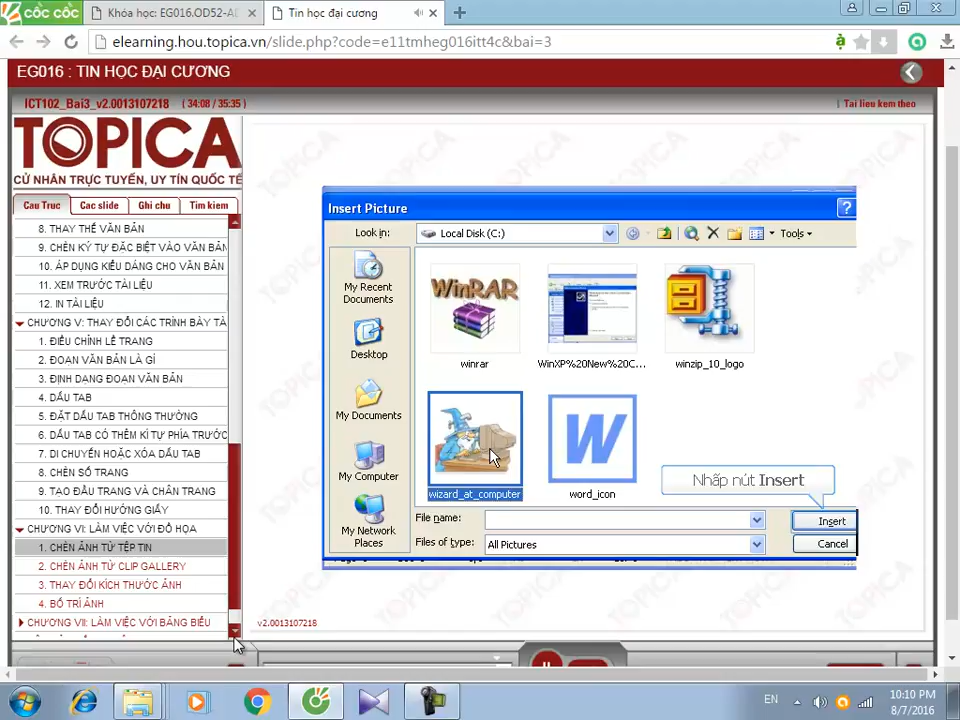 cốc cốc
Khóa học: EG016.OD52-AD
Tin học đại cương
elearning.hou.topica.vn/slide.php?code=e11tmheg016itt4c&bai=3
EG016 : TIN HỌC ĐẠI CƯƠNG
ICT102_Bai3_v2.0013107218 ( 34:08 / 35:35 )
Tai lieu kem theo
TOPICA
CỬ NHÂN TRỰC TUYẾN, UY TÍN QUỐC TẾ
Cau Truc
Cac slide
Ghi chu
Tim kiem
8. THAY THẾ VĂN BẢN
9. CHÈN KÝ TỰ ĐẶC BIỆT VÀO VĂN BẢN
10. ÁP DỤNG KIỂU DÁNG CHO VĂN BẢN
11. XEM TRƯỚC TÀI LIỆU
12. IN TÀI LIỆU
CHƯƠNG V: THAY ĐỔI CÁC TRÌNH BÀY TÀ
1. ĐIỀU CHỈNH LỀ TRANG
2. ĐOẠN VĂN BẢN LÀ GÌ
3. ĐỊNH DẠNG ĐOẠN VĂN BẢN
4. DẤU TAB
5. ĐẶT DẤU TAB THÔNG THƯỜNG
6. DẤU TAB CÓ THÊM KÍ TỰ PHÍA TRƯỚC
7. DI CHUYỂN HOẶC XÓA DẤU TAB
8. CHÈN SỐ TRANG
9. TẠO ĐẦU TRANG VÀ CHÂN TRANG
10. THAY ĐỔI HƯỚNG GIẤY
CHƯƠNG VI: LÀM VIỆC VỚI ĐỒ HỌA
1. CHÈN ẢNH TỪ TỆP TIN
2. CHÈN ẢNH TỪ CLIP GALLERY
3. THAY ĐỔI KÍCH THƯỚC ẢNH
4. BỐ TRÍ ẢNH
CHƯƠNG VII: LÀM VIỆC VỚI BẢNG BIỂU
Insert Picture
Look in:
Local Disk (C:)
Tools
My Recent
Documents
Desktop
My Documents
My Computer
My Network
Places
WinRAR
winrar
WinXP%20New%20C...
winzip_10_logo
wizard_at_computer
W
word_icon
Nhấp nút Insert
File name:
Insert
Files of type:
All Pictures
Cancel
v2.0013107218
EN
10:10 PM
8/7/2016